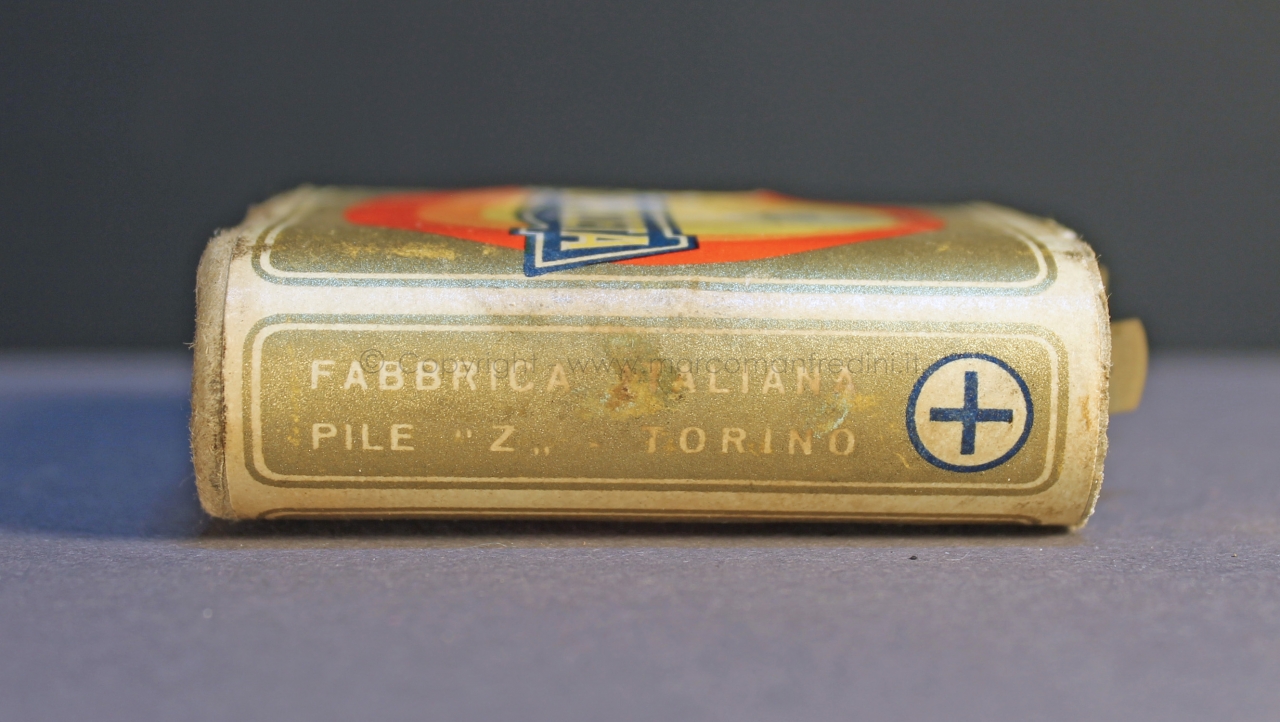 © Copyright www.marcomanfredini.it
FABBRICA ITALIANA
PILE "Z„ - TORINO
+